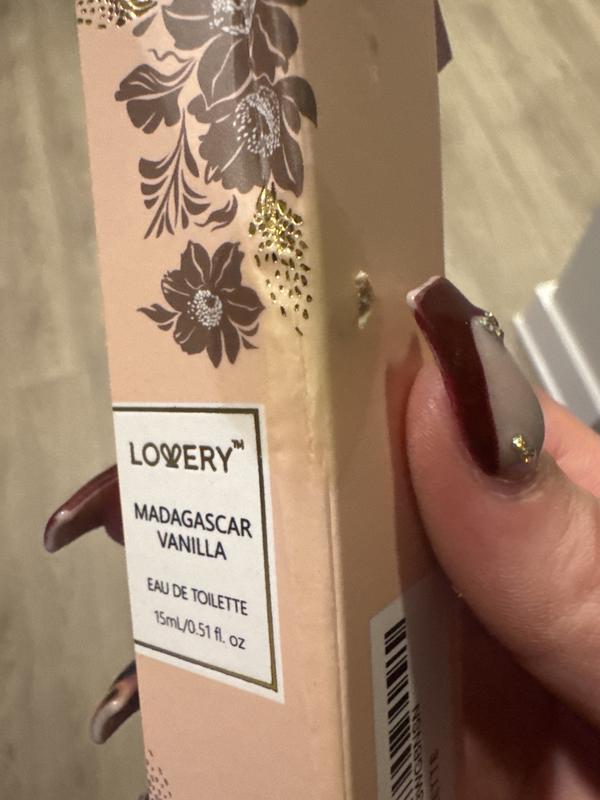 LOVERY™
MADAGASCAR
VANILLA
EAU DE TOILETTE
15mL/0.51 fl. oz